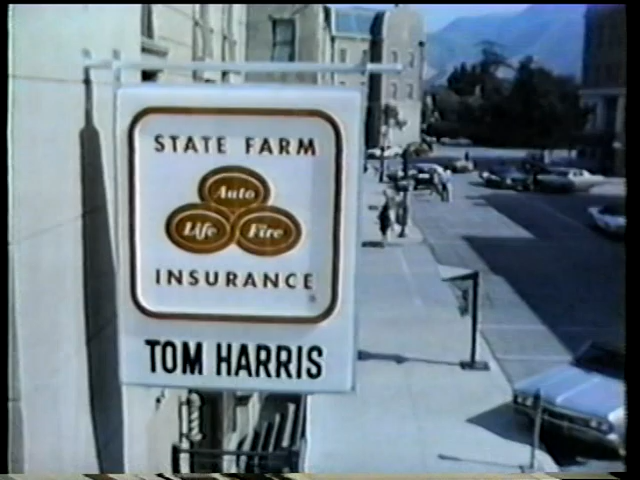 STATE FARM
Auto
Life Fire
INSURANCE
®
TOM HARRIS